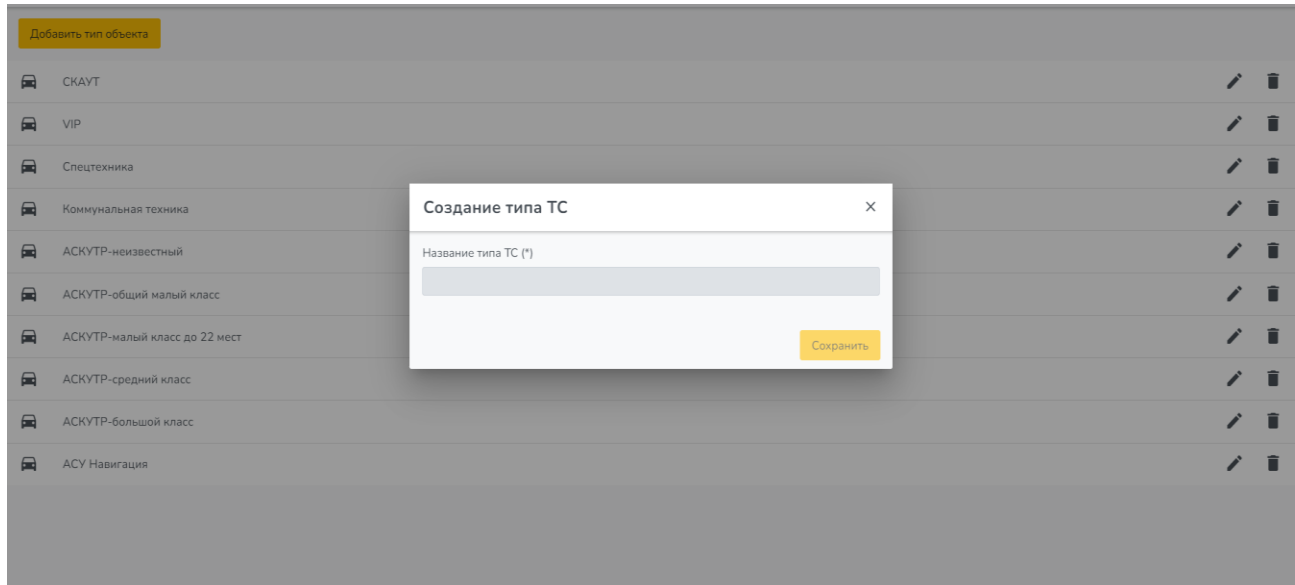 Добавить тип объекта
СКАУТ
VIP
Спецтехника
Коммунальная техника
АСКУТР-неизвестный
АСКУТР-общий малый класс
АСКУТР-малый класс до 22 мест
АСКУТР-средний класс
АСКУТР-большой класс
АСУ Навигация
Создание типа ТС
Название типа ТС (*)
Сохранить